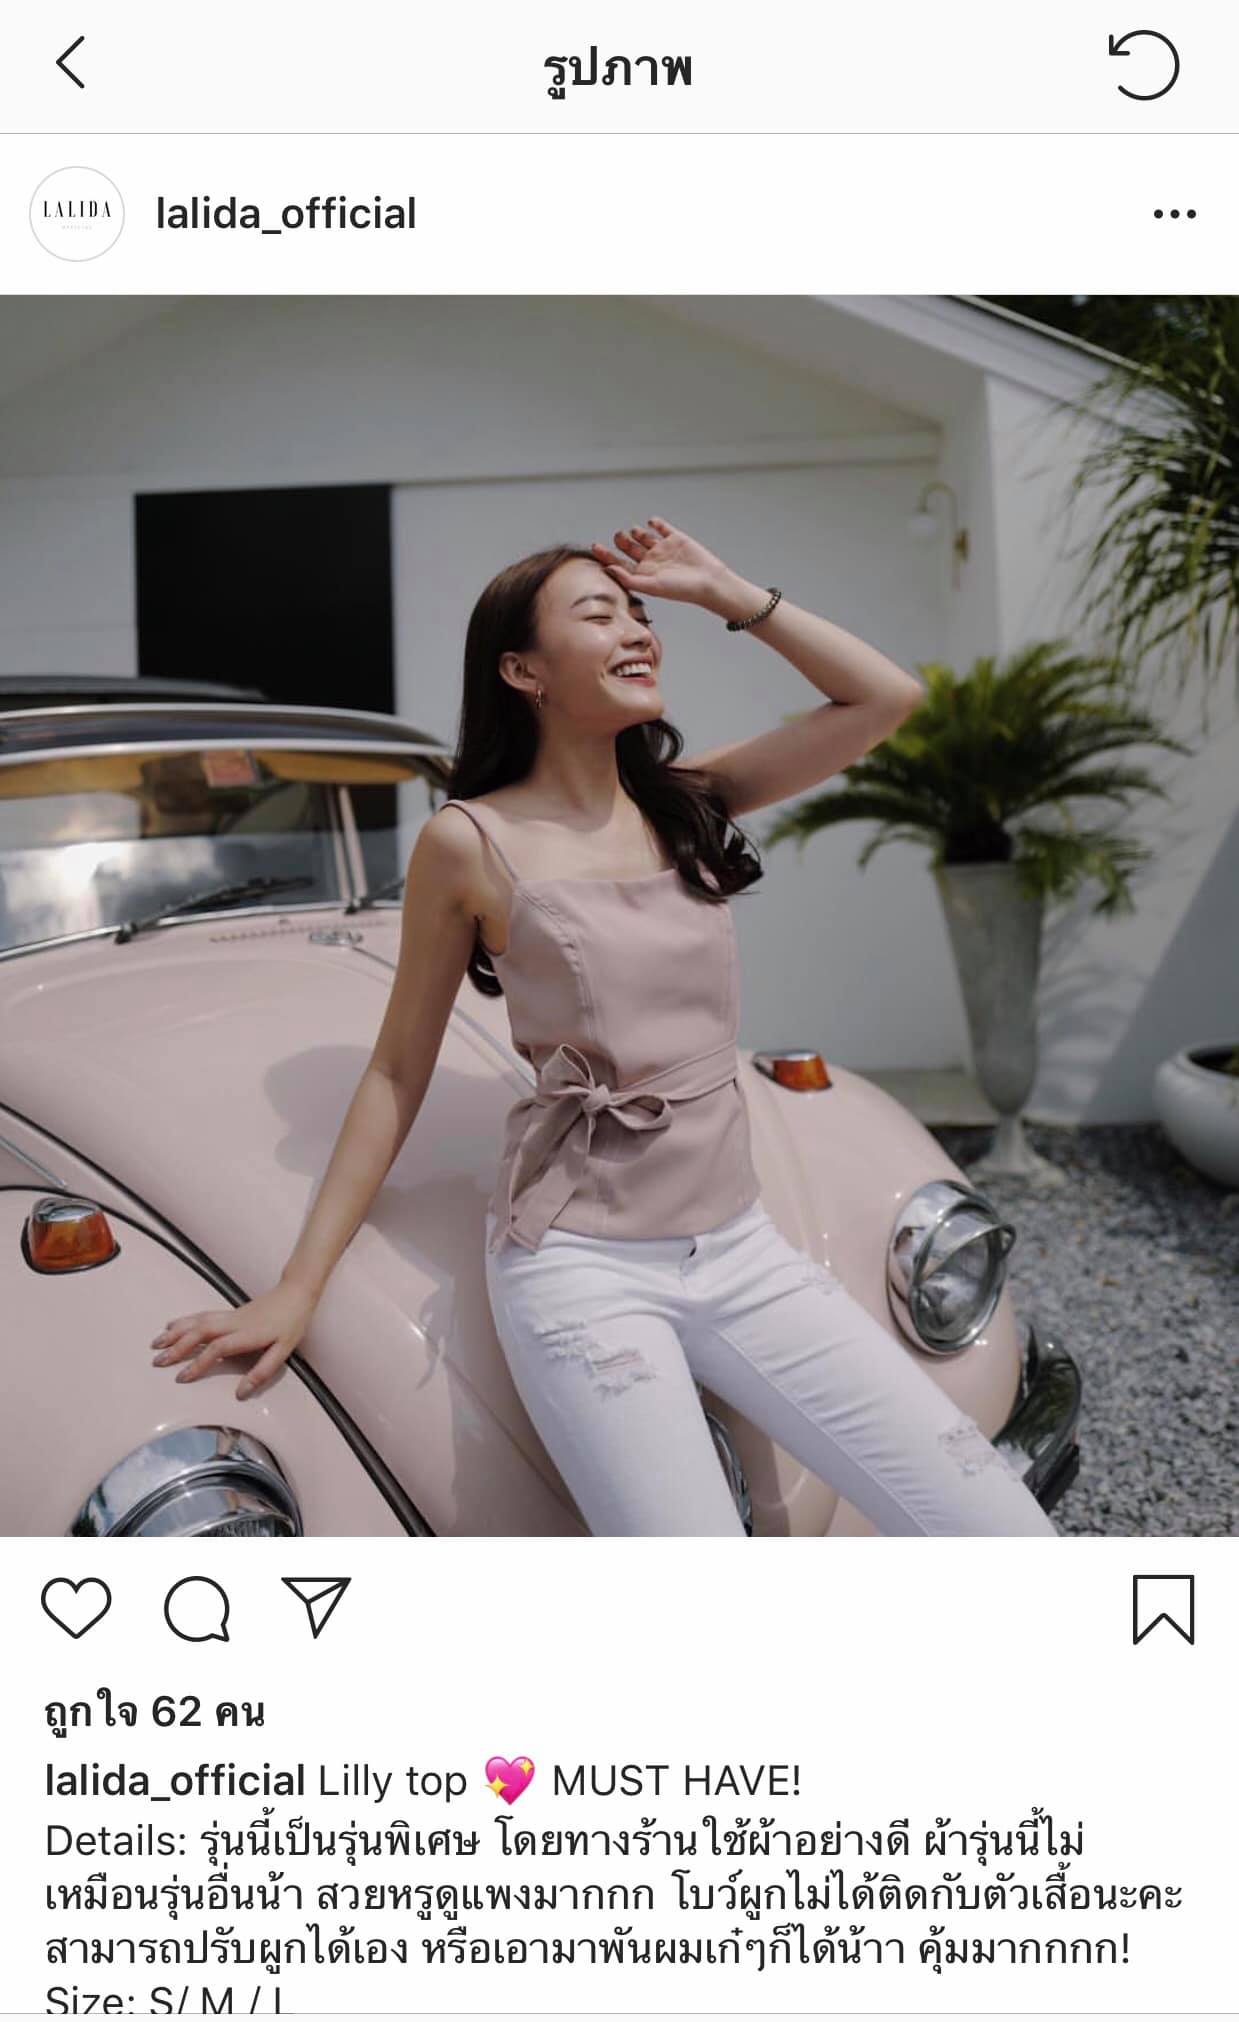 รูปภาพ
LALIDA
OFFICIAL
lalida_official
ถูกใจ 62 คน
lalida_official Lilly top 💖 MUST HAVE!
Details: รุ่นนี้เป็นรุ่นพิเศษ โดยทางร้านใช้ผ้าอย่างดี ผ้ารุ่นนี้ไม่
เหมือนรุ่นอื่นน้า สวยหรูดูแพงมากกก โบว์ผูกไม่ได้ติดกับตัวเสื้อนะคะ
สามารถปรับผูกได้เอง หรือเอามาพันผมเก๋ๆก็ได้น้าา คุ้มมากกกก!
Size: S/ M / L